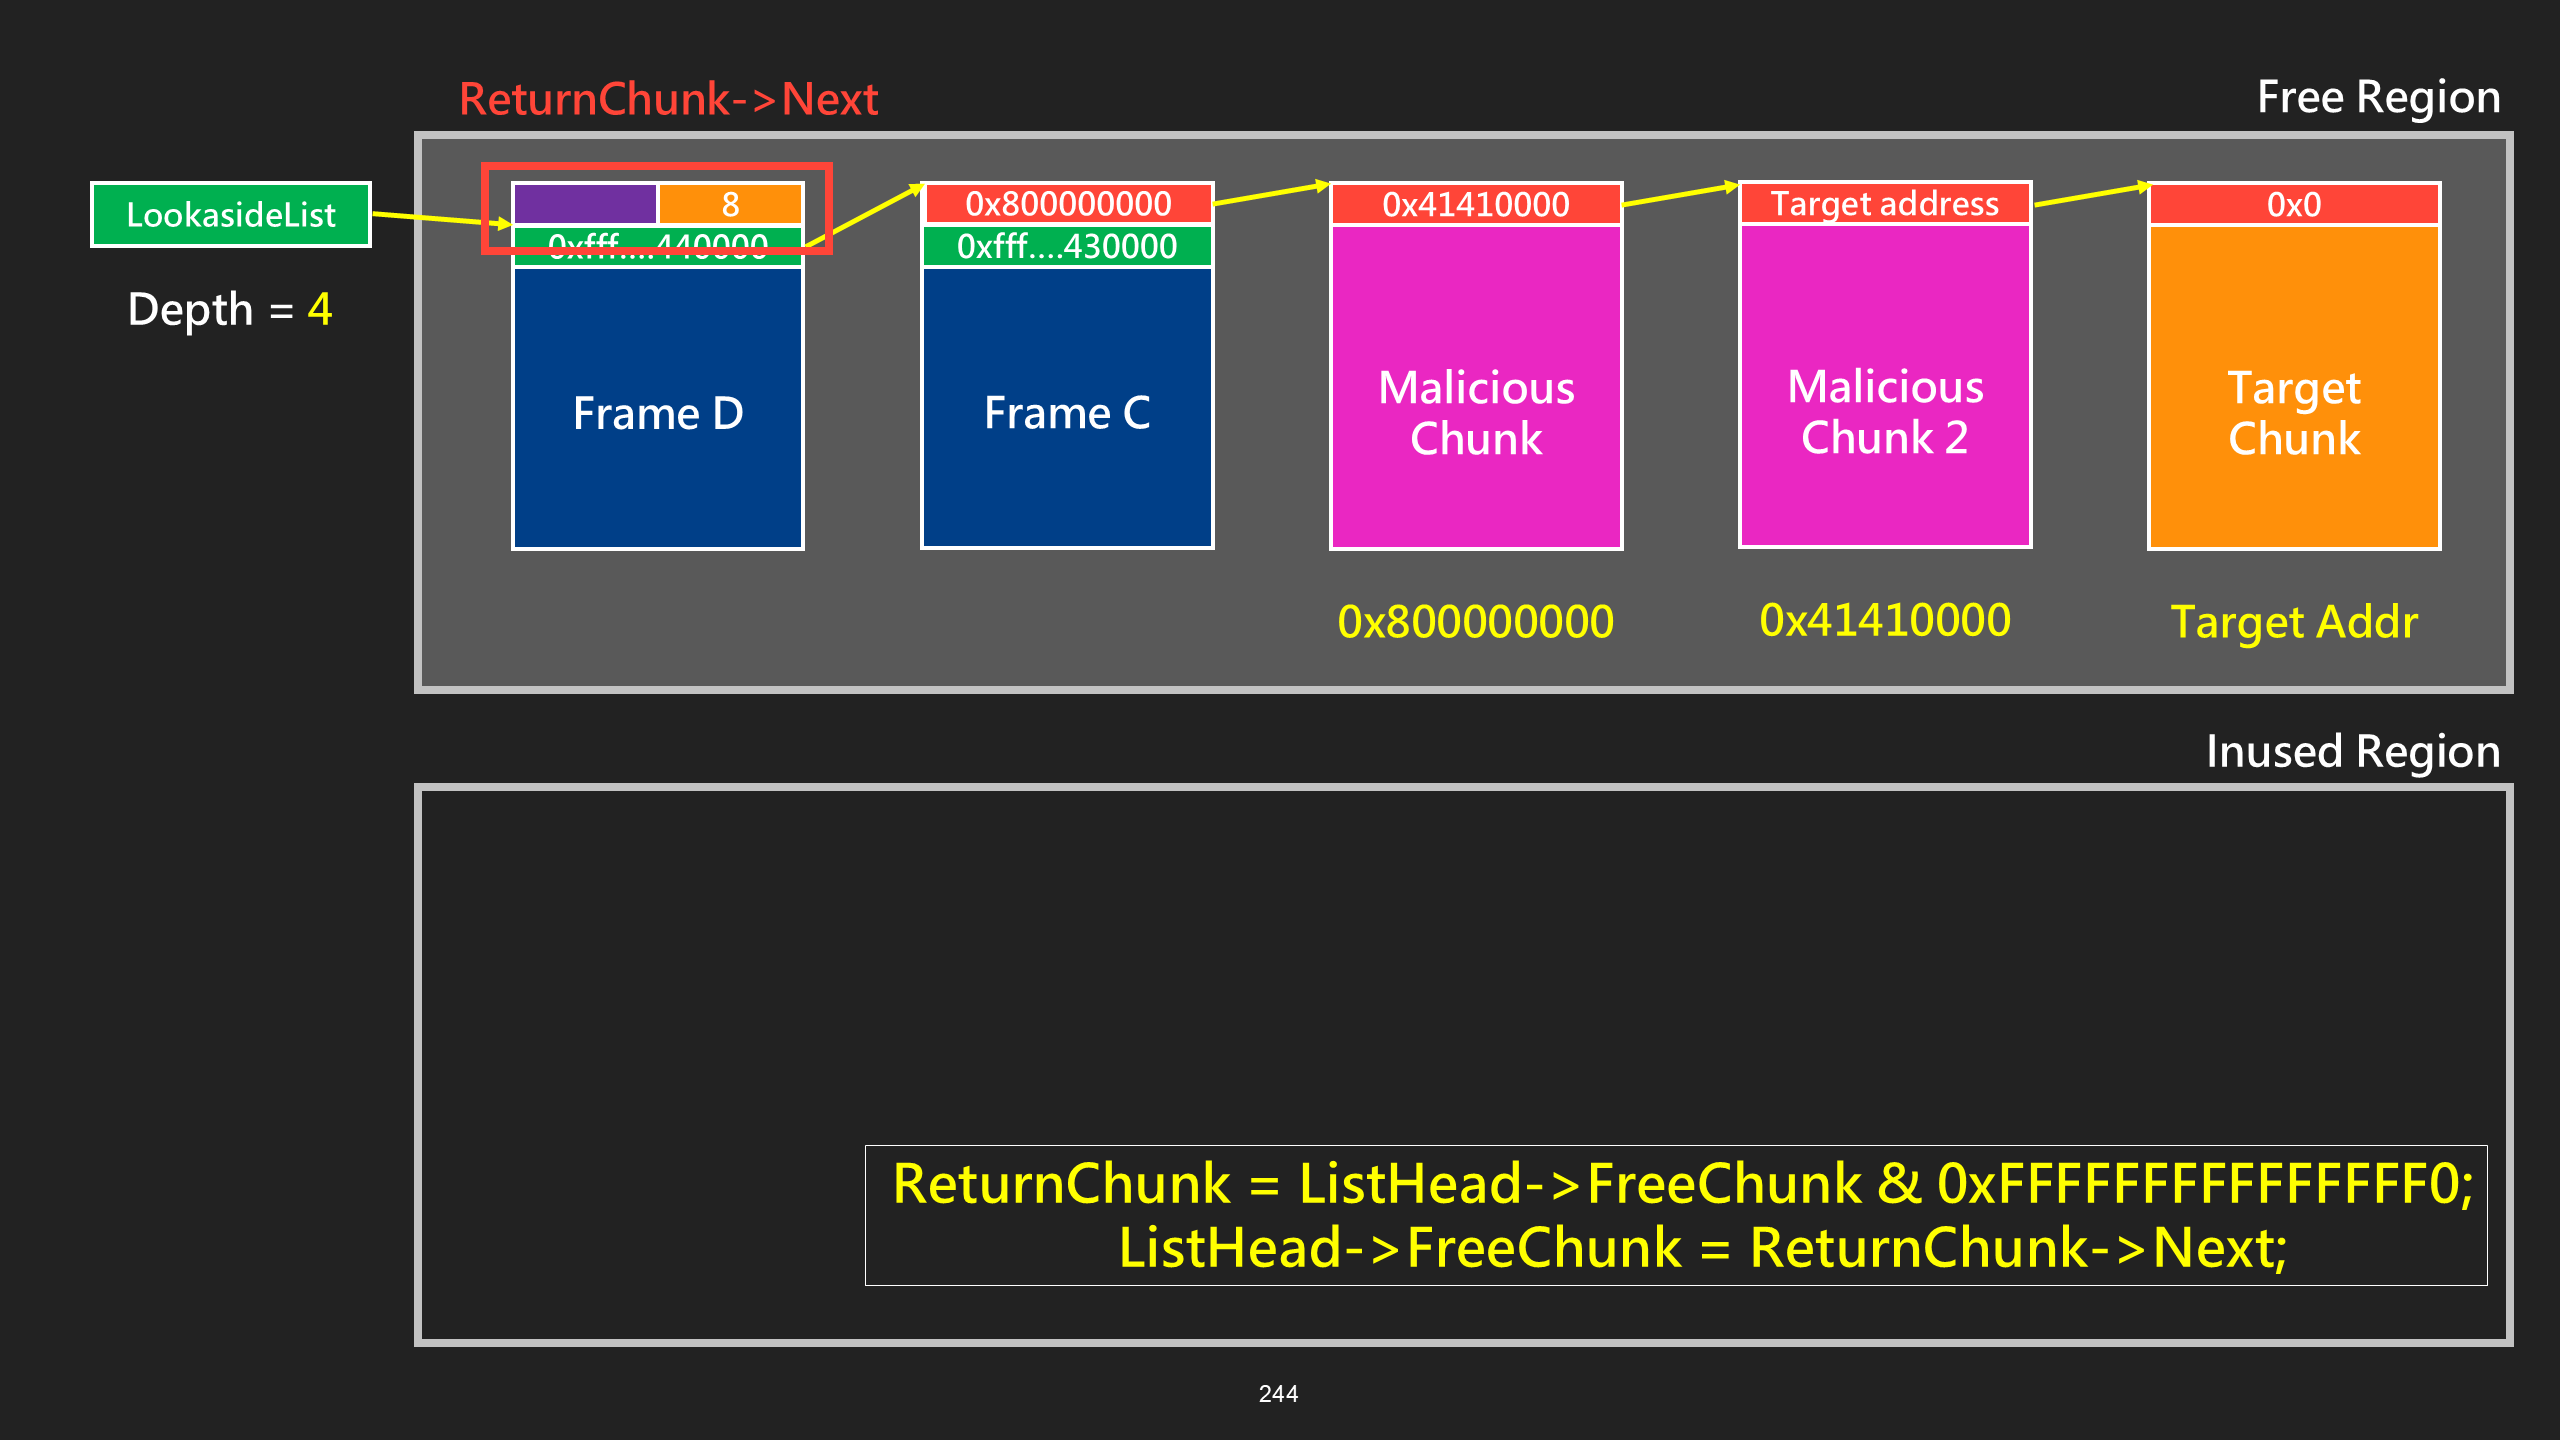 ReturnChunk->Next
Free Region
LookasideList
8
0x800000000
0x41410000
Target address
0x0
0xfff....440000
0xfff....430000
Depth = 4
Frame D
Frame C
Malicious
Chunk
Malicious
Chunk 2
Target
Chunk
0x800000000
0x41410000
Target Addr
Inused Region
ReturnChunk = ListHead->FreeChunk & 0xFFFFFFFFFFFFFFF0;
ListHead->FreeChunk = ReturnChunk->Next;
244